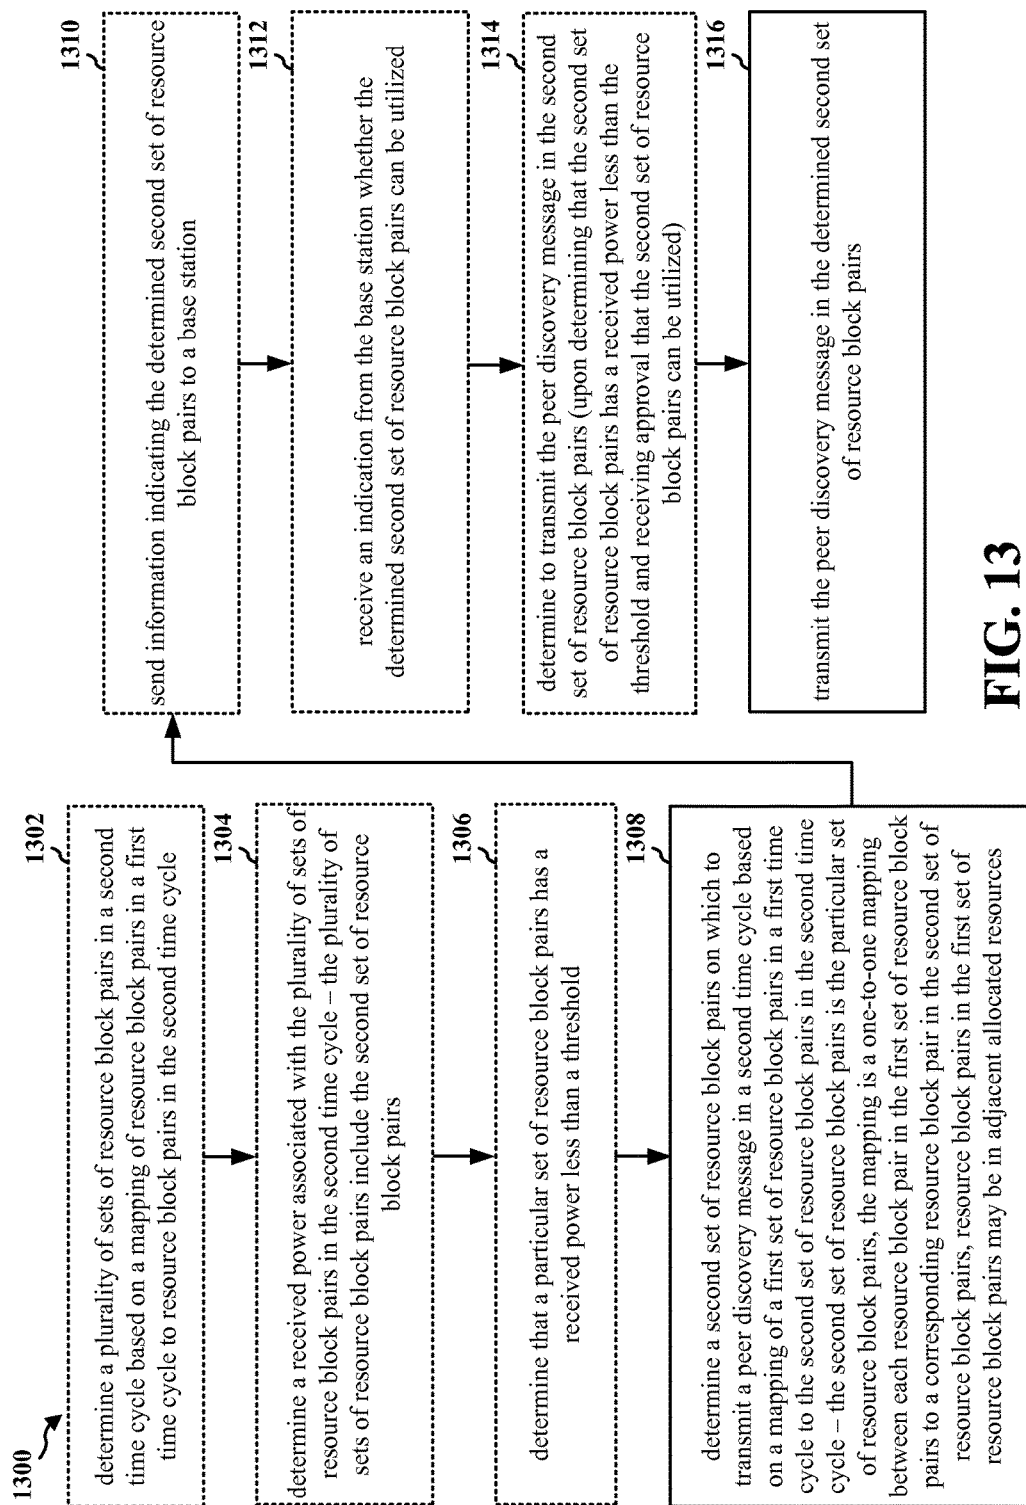 1300
1302
determine a plurality of sets of resource block pairs in a second
time cycle based on a mapping of resource block pairs in a first
time cycle to resource block pairs in the second time cycle
1304
determine a received power associated with the plurality of sets of
resource block pairs in the second time cycle – the plurality of
sets of resource block pairs include the second set of resource
block pairs
1306
determine that a particular set of resource block pairs has a
received power less than a threshold
1308
determine a second set of resource block pairs on which to
transmit a peer discovery message in a second time cycle based
on a mapping of a first set of resource block pairs in a first time
cycle to the second set of resource block pairs in the second time
cycle – the second set of resource block pairs is the particular set
of resource block pairs, the mapping is a one-to-one mapping
between each resource block pair in the first set of resource block
pairs to a corresponding resource block pair in the second set of
resource block pairs, resource block pairs in the first set of
resource block pairs may be in adjacent allocated resources
1310
send information indicating the determined second set of resource
block pairs to a base station
1312
receive an indication from the base station whether the
determined second set of resource block pairs can be utilized
1314
determine to transmit the peer discovery message in the second
set of resource block pairs (upon determining that the second set
of resource block pairs has a received power less than the
threshold and receiving approval that the second set of resource
block pairs can be utilized)
1316
transmit the peer discovery message in the determined second set
of resource block pairs
FIG. 13